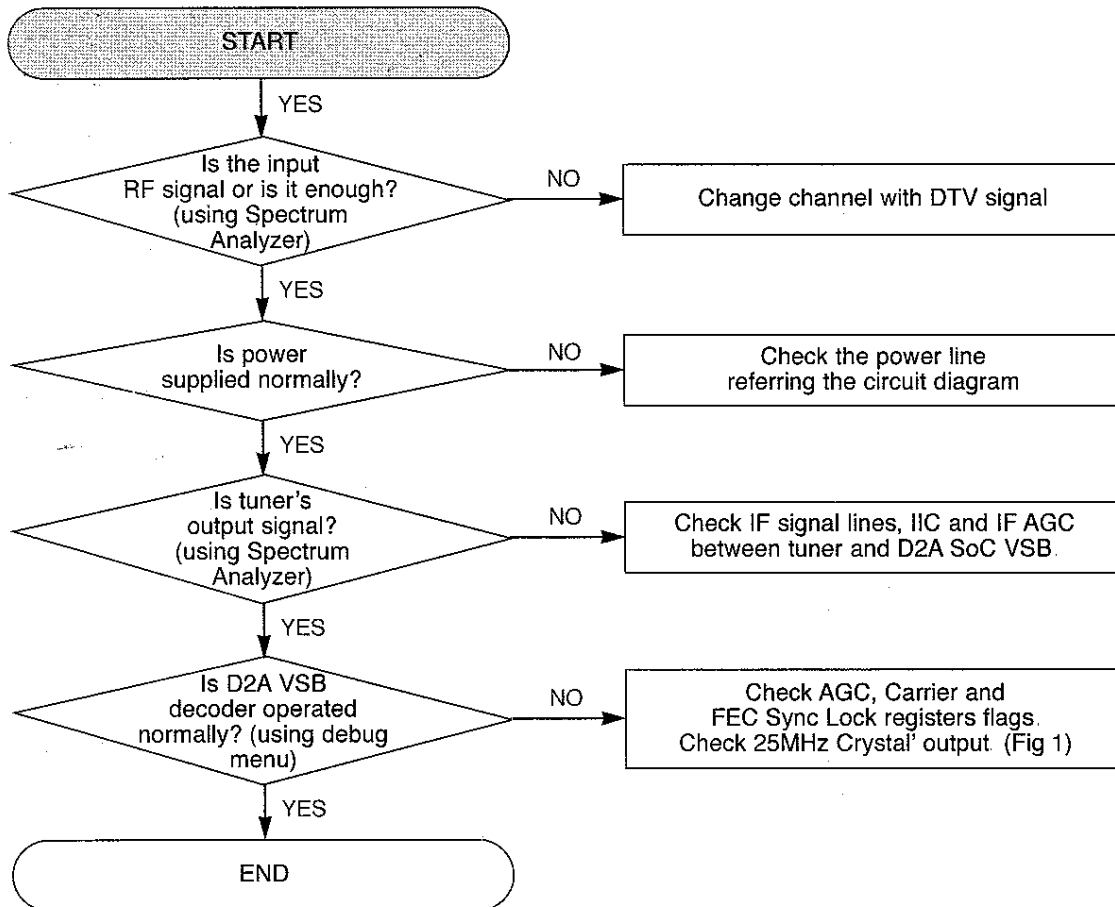 START
YES
Is the input
RF signal or is it enough?
(using Spectrum
Analyzer)
NO
Change channel with DTV signal
YES
Is power
supplied normally?
NO
Check the power line
referring the circuit diagram
YES
Is tuner's
output signal?
(using Spectrum
Analyzer)
NO
Check IF signal lines, IIC and IF AGC
between tuner and D2A SoC VSB.
YES
Is D2A VSB
decoder operated
normally? (using debug
menu)
NO
Check AGC, Carrier and
FEC Sync Lock registers flags.
Check 25MHz Crystal' output. (Fig 1)
YES
END